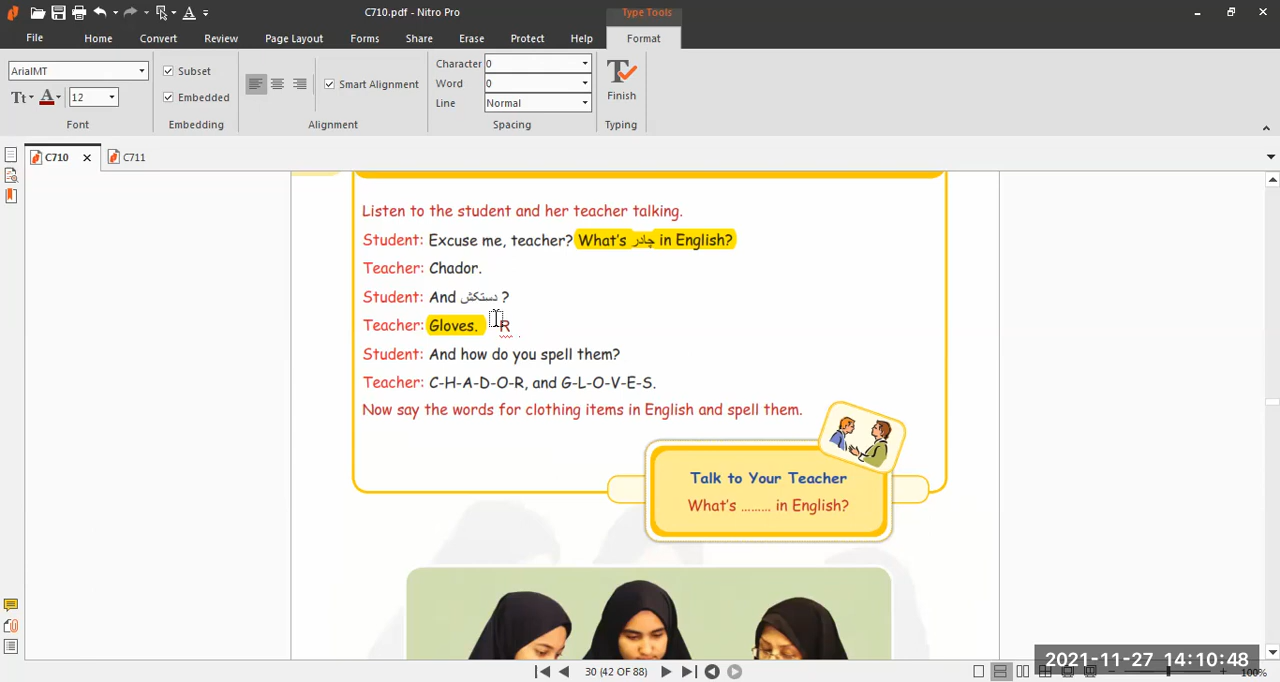 C710.pdf - Nitro Pro
Type Tools
File Home Convert Review Page Layout Forms Share Erase Protect Help Format
ArialMT
Tt A 12
Font
Subset
Embedded
Embedding
Smart Alignment
Alignment
Character 0
Word 0
Line Normal
Spacing
Finish
Typing
C710 C711
Listen to the student and her teacher talking.
Student: Excuse me, teacher? What's چادر in English?
Teacher: Chador.
Student: And دستکش ?
Teacher: Gloves. R
Student: And how do you spell them?
Teacher: C-H-A-D-O-R, and G-L-O-V-E-S.
Now say the words for clothing items in English and spell them.
Talk to Your Teacher
What's ......... in English?
30 (42 OF 88)
100%
2021-11-27 14:10:48